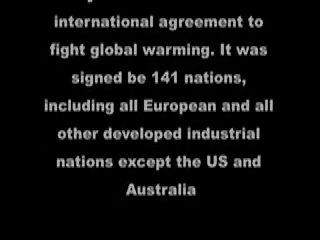 international agreement to
fight global warming. It was
signed be 141 nations,
including all European and all
other developed industrial
nations except the US and
Australia